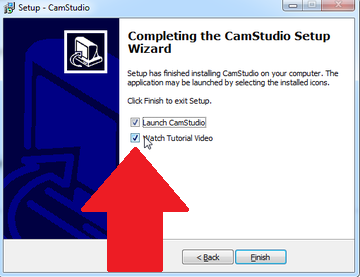 Setup - CamStudio
Completing the CamStudio Setup
Wizard
Setup has finished installing CamStudio on your computer. The
application may be launched by selecting the installed icons.
Click Finish to exit Setup.
Launch CamStudio
Watch Tutorial Video
< Back
Finish